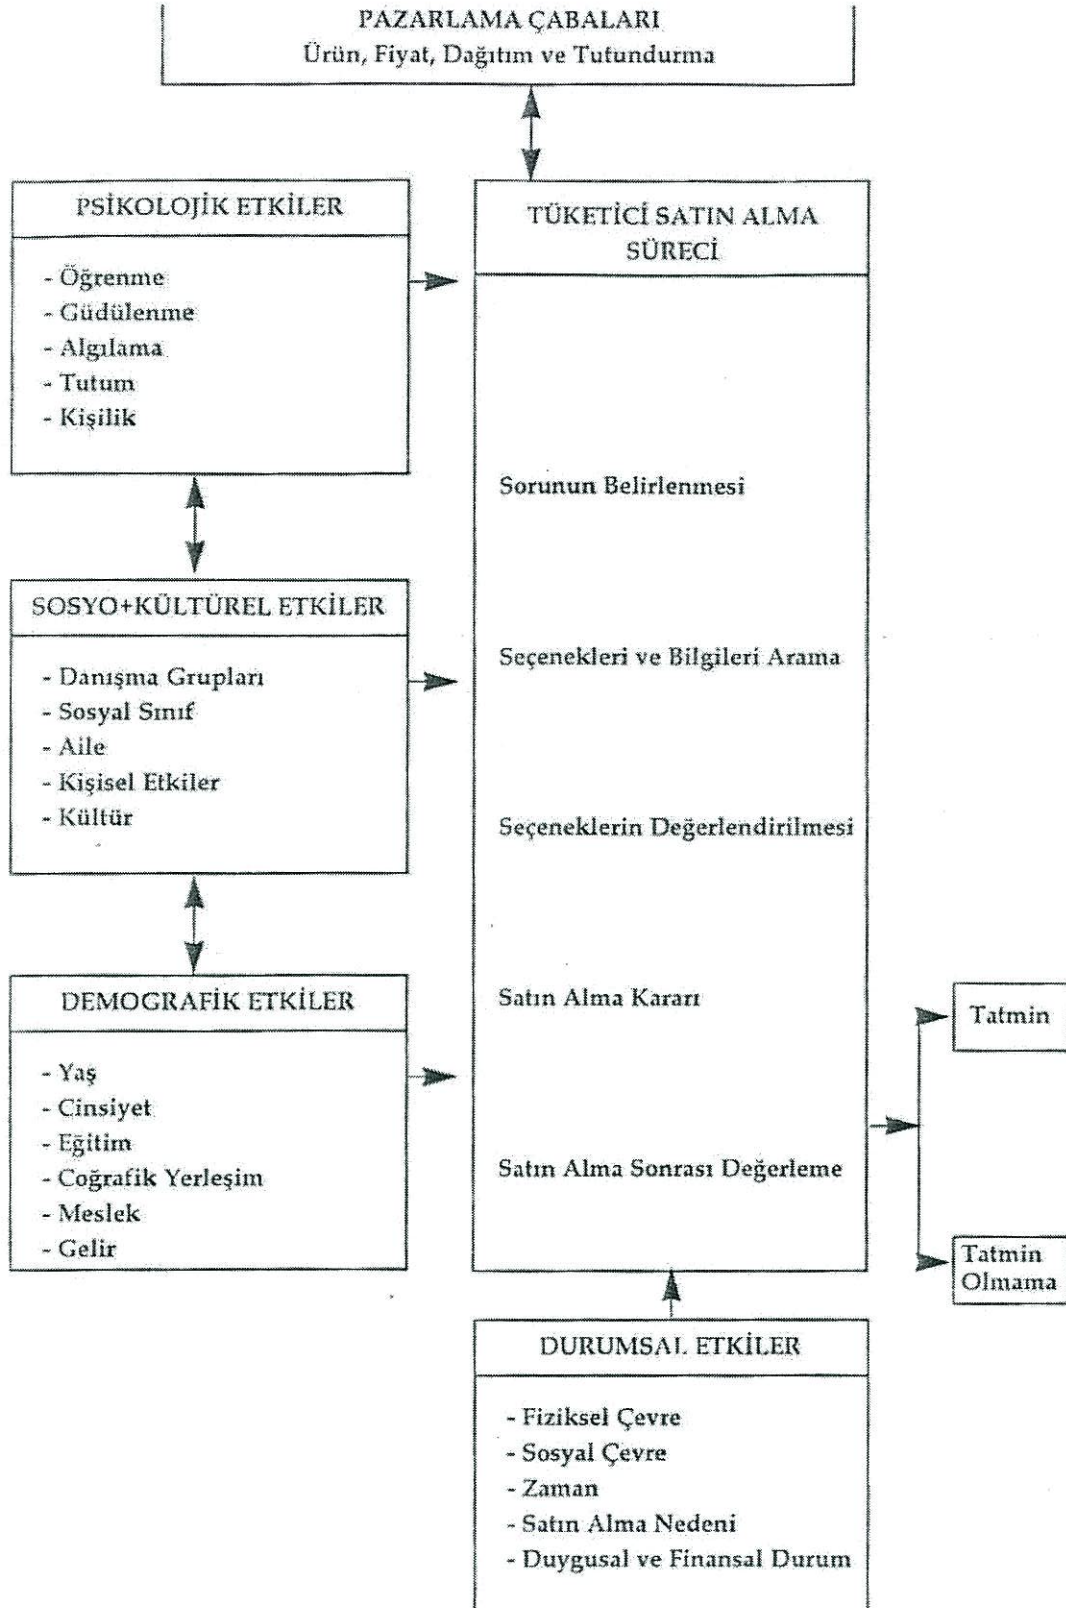 PAZARLAMA ÇABALARI
Ürün, Fiyat, Dağıtım ve Tutundurma
PSİKOLOJİK ETKİLER
- Öğrenme
- Güdülenme
- Algılama
- Tutum
- Kişilik
SOSYO+KÜLTÜREL ETKİLER
- Danışma Grupları
- Sosyal Sınıf
- Aile
- Kişisel Etkiler
- Kültür
DEMOGRAFİK ETKİLER
- Yaş
- Cinsiyet
- Eğitim
- Coğrafik Yerleşim
- Meslek
- Gelir
TÜKETİCİ SATIN ALMA
SÜRECİ
Sorunun Belirlenmesi
Seçenekleri ve Bilgileri Arama
Seçeneklerin Değerlendirilmesi
Satın Alma Kararı
Satın Alma Sonrası Değerleme
Tatmin
Tatmin
Olmama
DURUMSAL ETKİLER
- Fiziksel Çevre
- Sosyal Çevre
- Zaman
- Satın Alma Nedeni
- Duygusal ve Finansal Durum